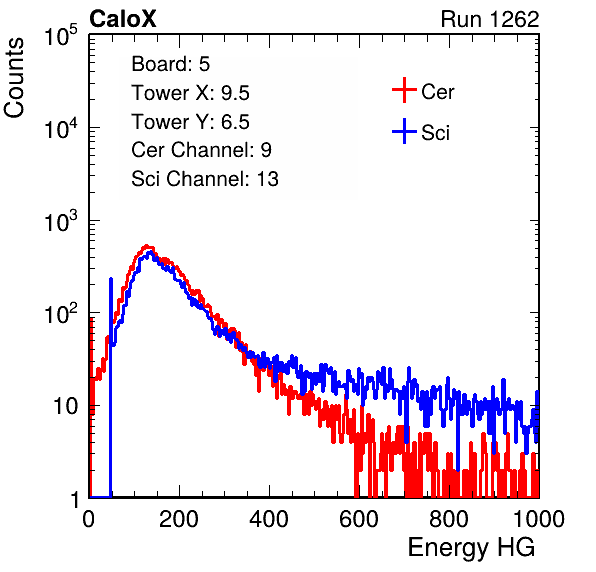 CaloX Run 1262
Counts
Board: 5
Tower X: 9.5
Tower Y: 6.5
Cer Channel: 9
Sci Channel: 13
Cer
Sci
10^5
10^4
10^3
10^2
10
1
0 200 400 600 800 1000
Energy HG